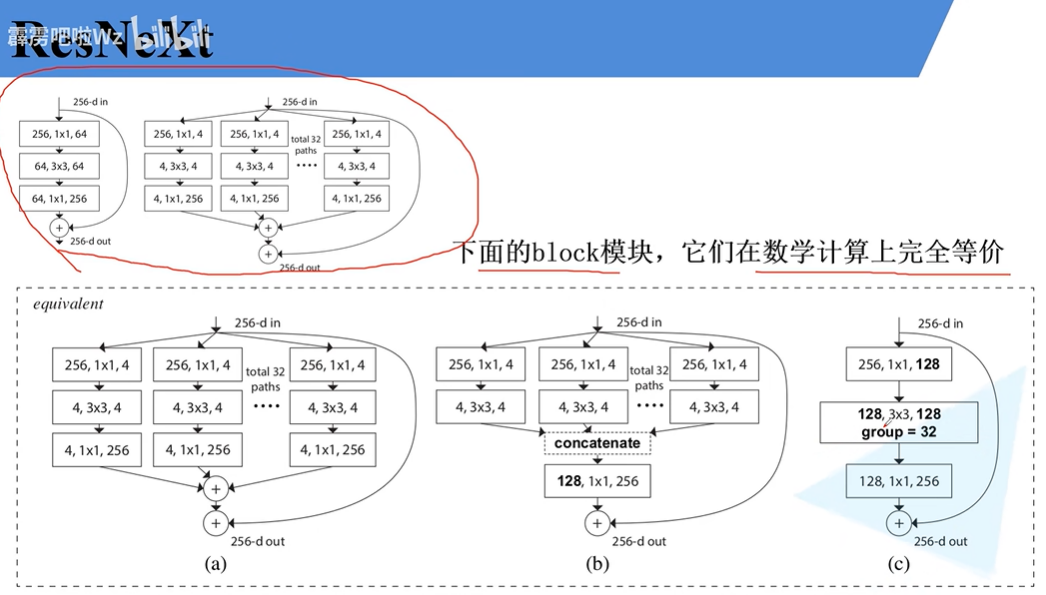 ResNeXt
霹雳吧啦Wz bilibili
256-d in
256, 1x1, 64
64, 3x3, 64
64, 1x1, 256
+
256-d out
256-d in
256, 1x1, 4
256, 1x1, 4
total 32
paths
256, 1x1, 4
4, 3x3, 4
4, 3x3, 4
....
4, 3x3, 4
4, 1x1, 256
4, 1x1, 256
4, 1x1, 256
+
+
256-d out
下面的block模块，它们在数学计算上完全等价
equivalent
256-d in
256, 1x1, 4
256, 1x1, 4
total 32
paths
256, 1x1, 4
4, 3x3, 4
4, 3x3, 4
....
4, 3x3, 4
4, 1x1, 256
4, 1x1, 256
4, 1x1, 256
+
+
256-d out
(a)
256-d in
256, 1x1, 4
256, 1x1, 4
total 32
paths
256, 1x1, 4
4, 3x3, 4
4, 3x3, 4
....
4, 3x3, 4
concatenate
128, 1x1, 256
+
256-d out
(b)
256-d in
256, 1x1, 128
128, 3x3, 128
group = 32
128, 1x1, 256
+
256-d out
(c)